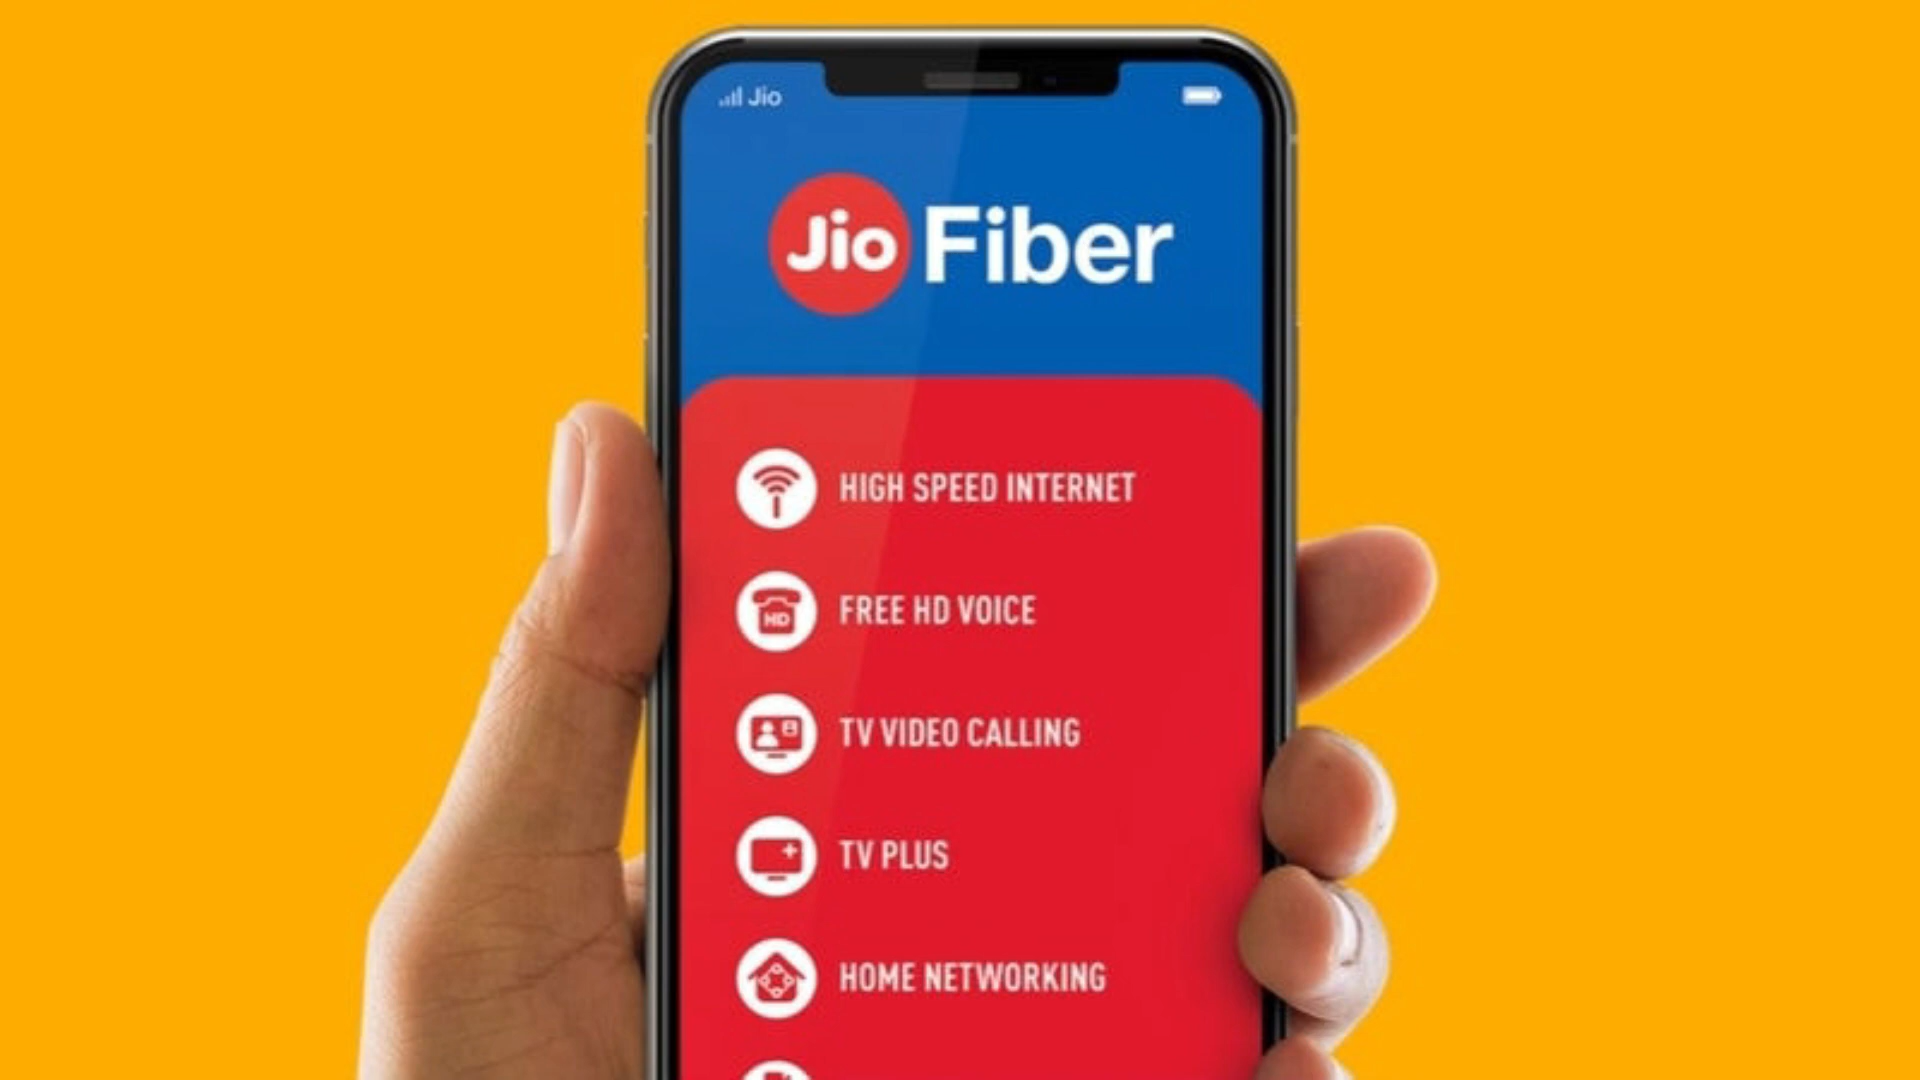 Jio
Jio Fiber
HIGH SPEED INTERNET
HD
FREE HD VOICE
TV VIDEO CALLING
TV PLUS
HOME NETWORKING